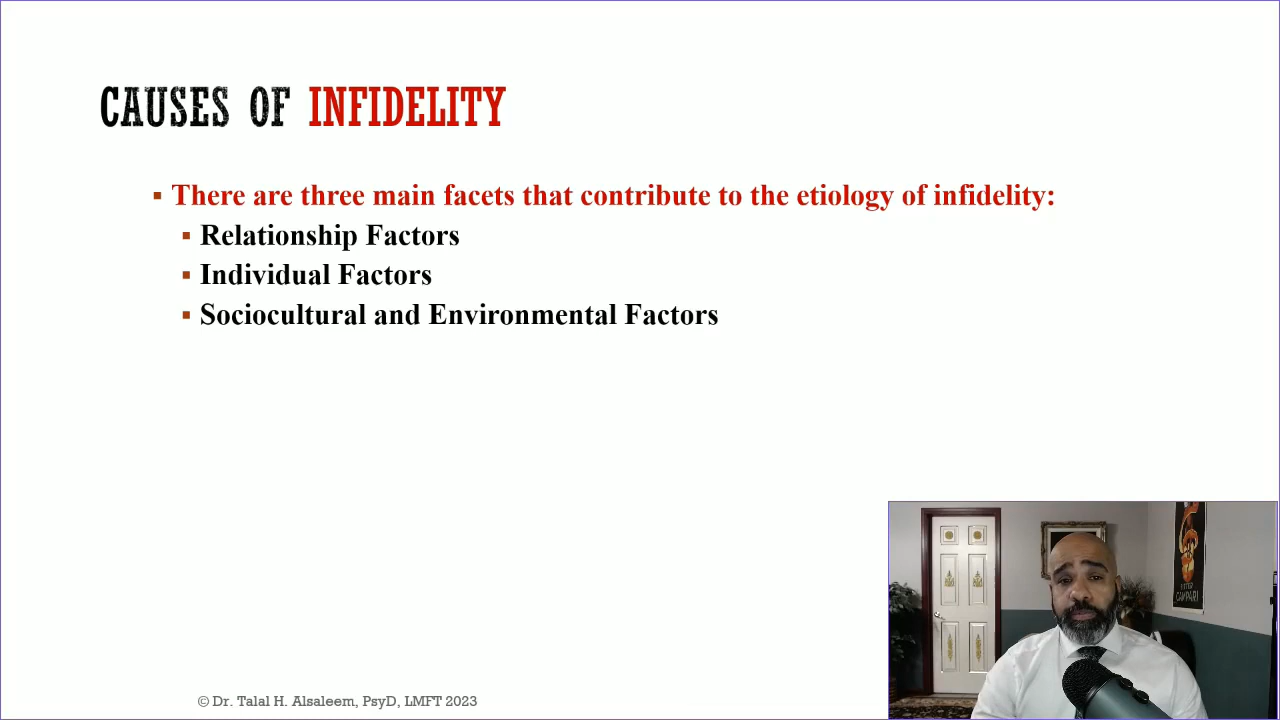 CAUSES OF INFIDELITY
There are three main facets that contribute to the etiology of infidelity:
Relationship Factors
Individual Factors
Sociocultural and Environmental Factors
CAMPARI
© Dr. Talal H. Alsaleem, PsyD, LMFT 2023